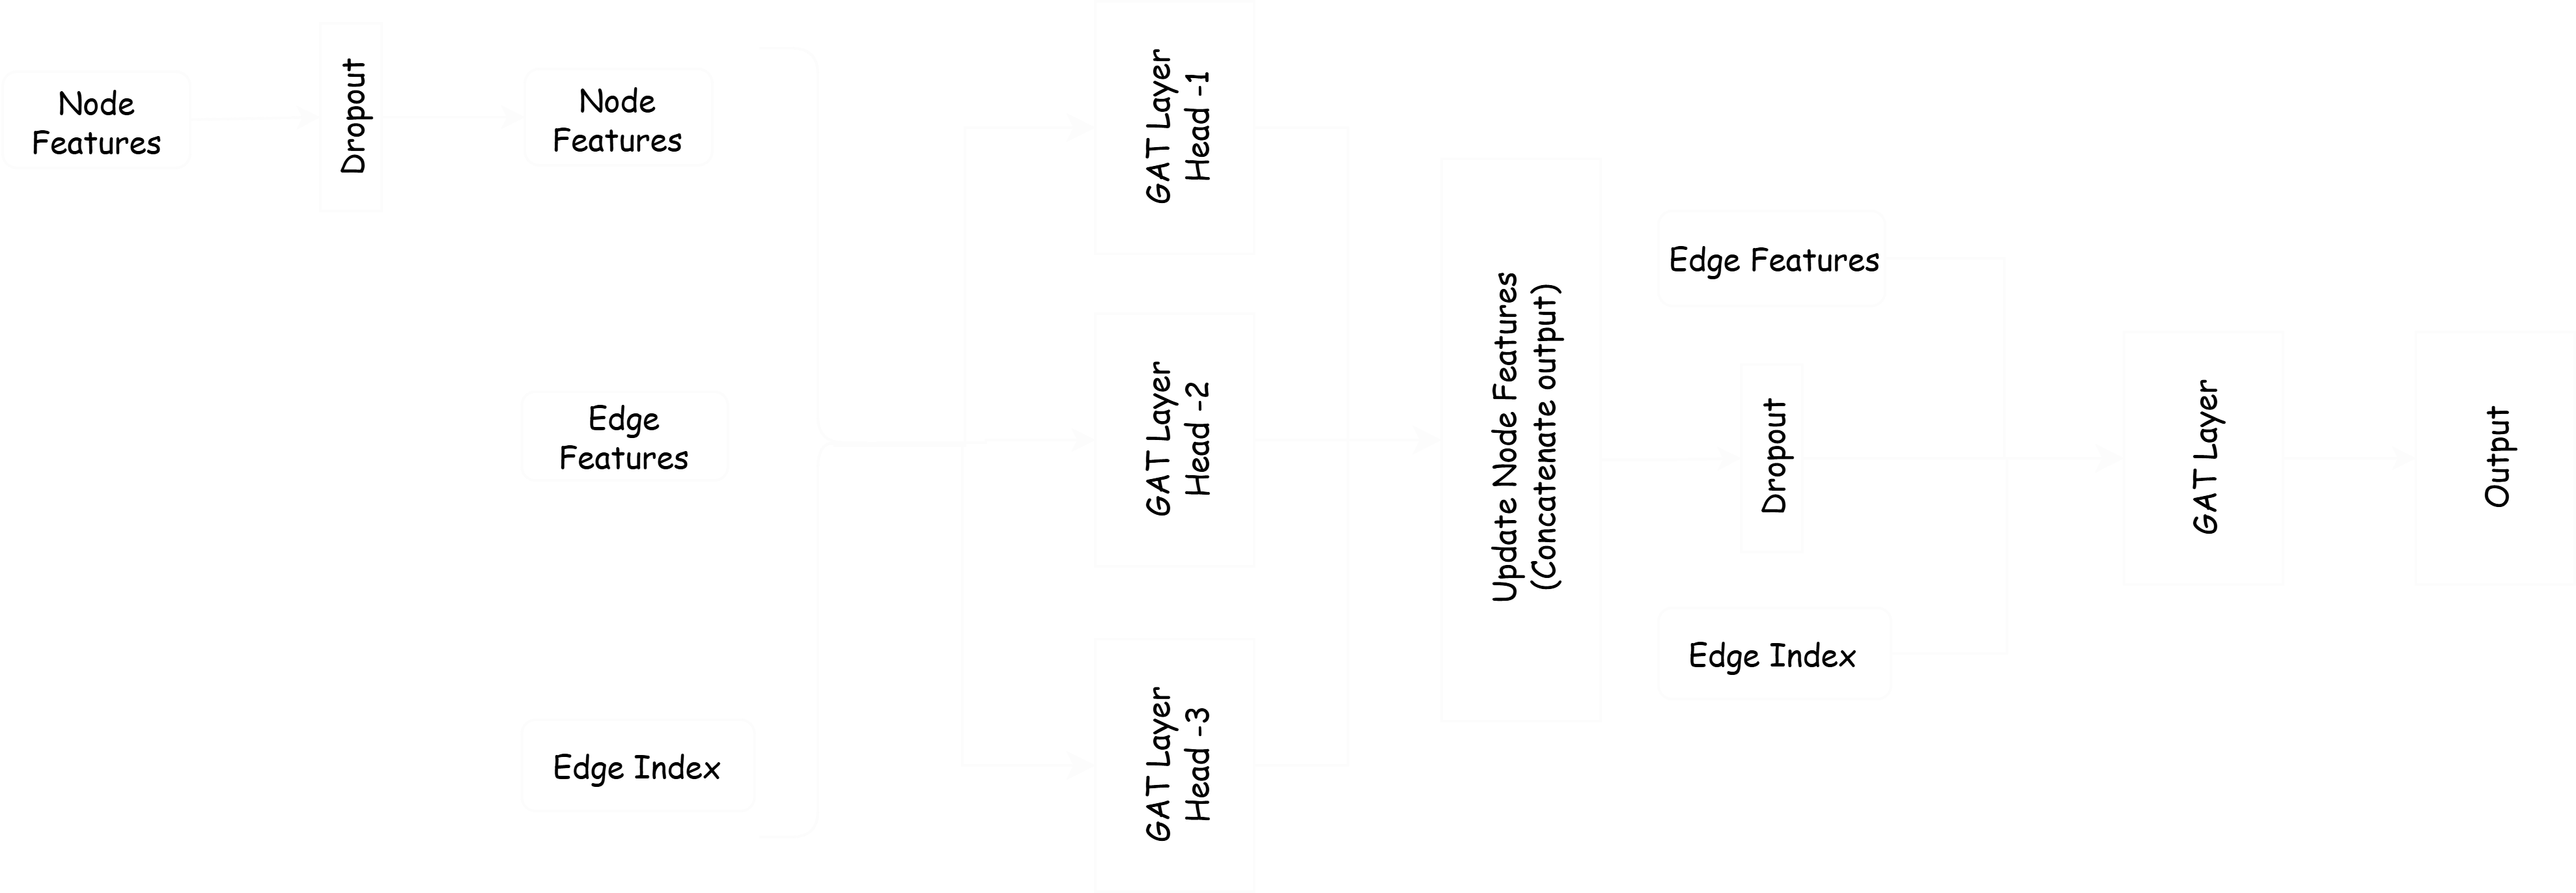 Node
Features
Dropout
Node
Features
Edge
Features
Edge Index
GAT Layer
Head -1
GAT Layer
Head -2
GAT Layer
Head -3
Update Node Features
(Concatenate output)
Edge Features
Dropout
Edge Index
GAT Layer
Output